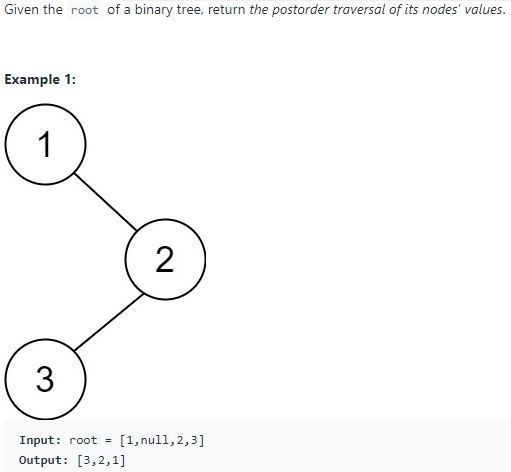 Given the root of a binary tree, return the postorder traversal of its nodes' values.
Example 1:
1
2
3
Input: root = [1,null,2,3]
Output: [3,2,1]